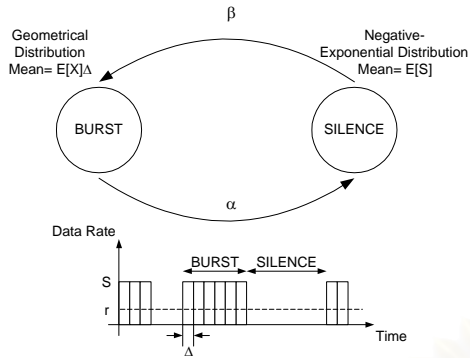 β
Geometrical
Distribution
Mean= E[X]Δ
Negative-
Exponential Distribution
Mean= E[S]
BURST
SILENCE
α
Data Rate
BURST
SILENCE
S
r
Time
Δ